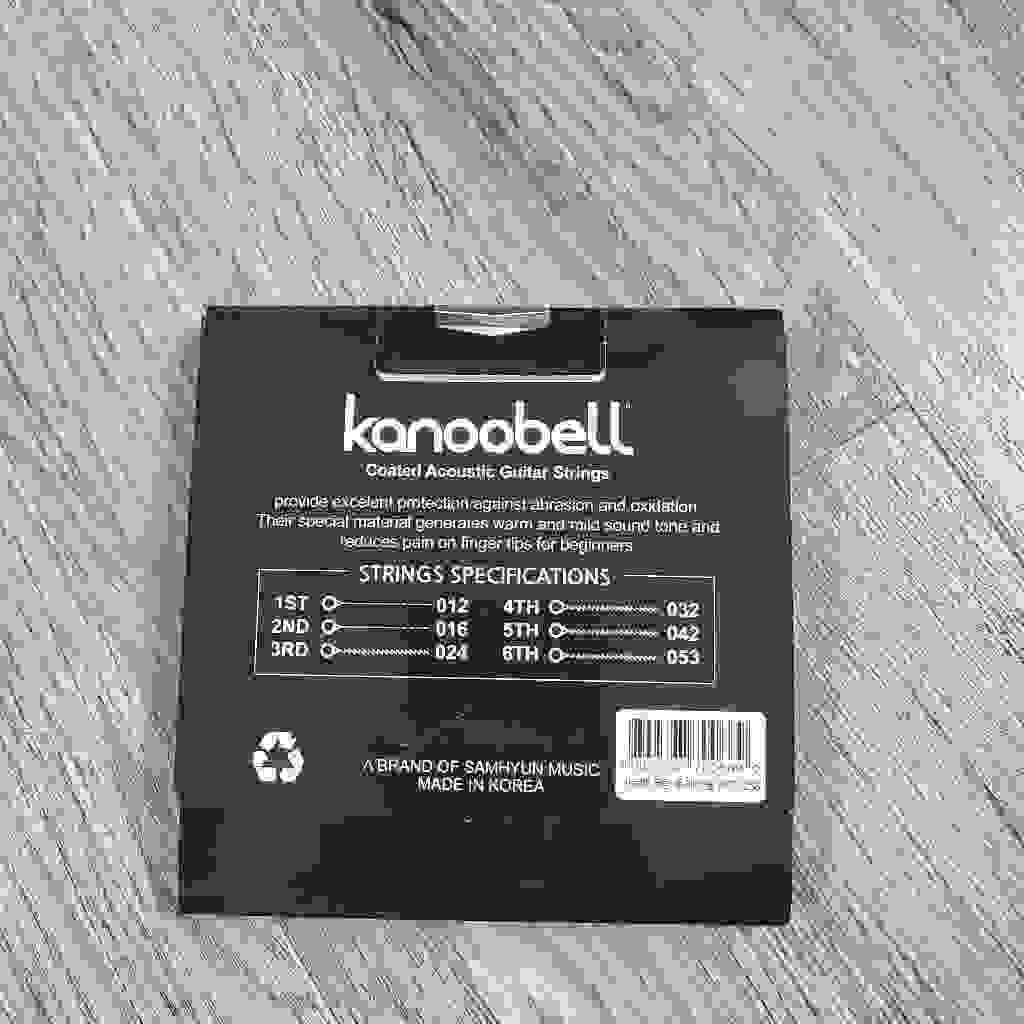 kanoobell
Coated Acoustic Guitar Strings
provide excelent protection against abrasion and oxidation
Their special material generates warm and mild sound tone and
reduces pain on finger tips for beginners
STRINGS SPECIFICATIONS
1ST 012 4TH 032
2ND 016 5TH 042
3RD 024 6TH 053
A BRAND OF SAMHYUN MUSIC
MADE IN KOREA